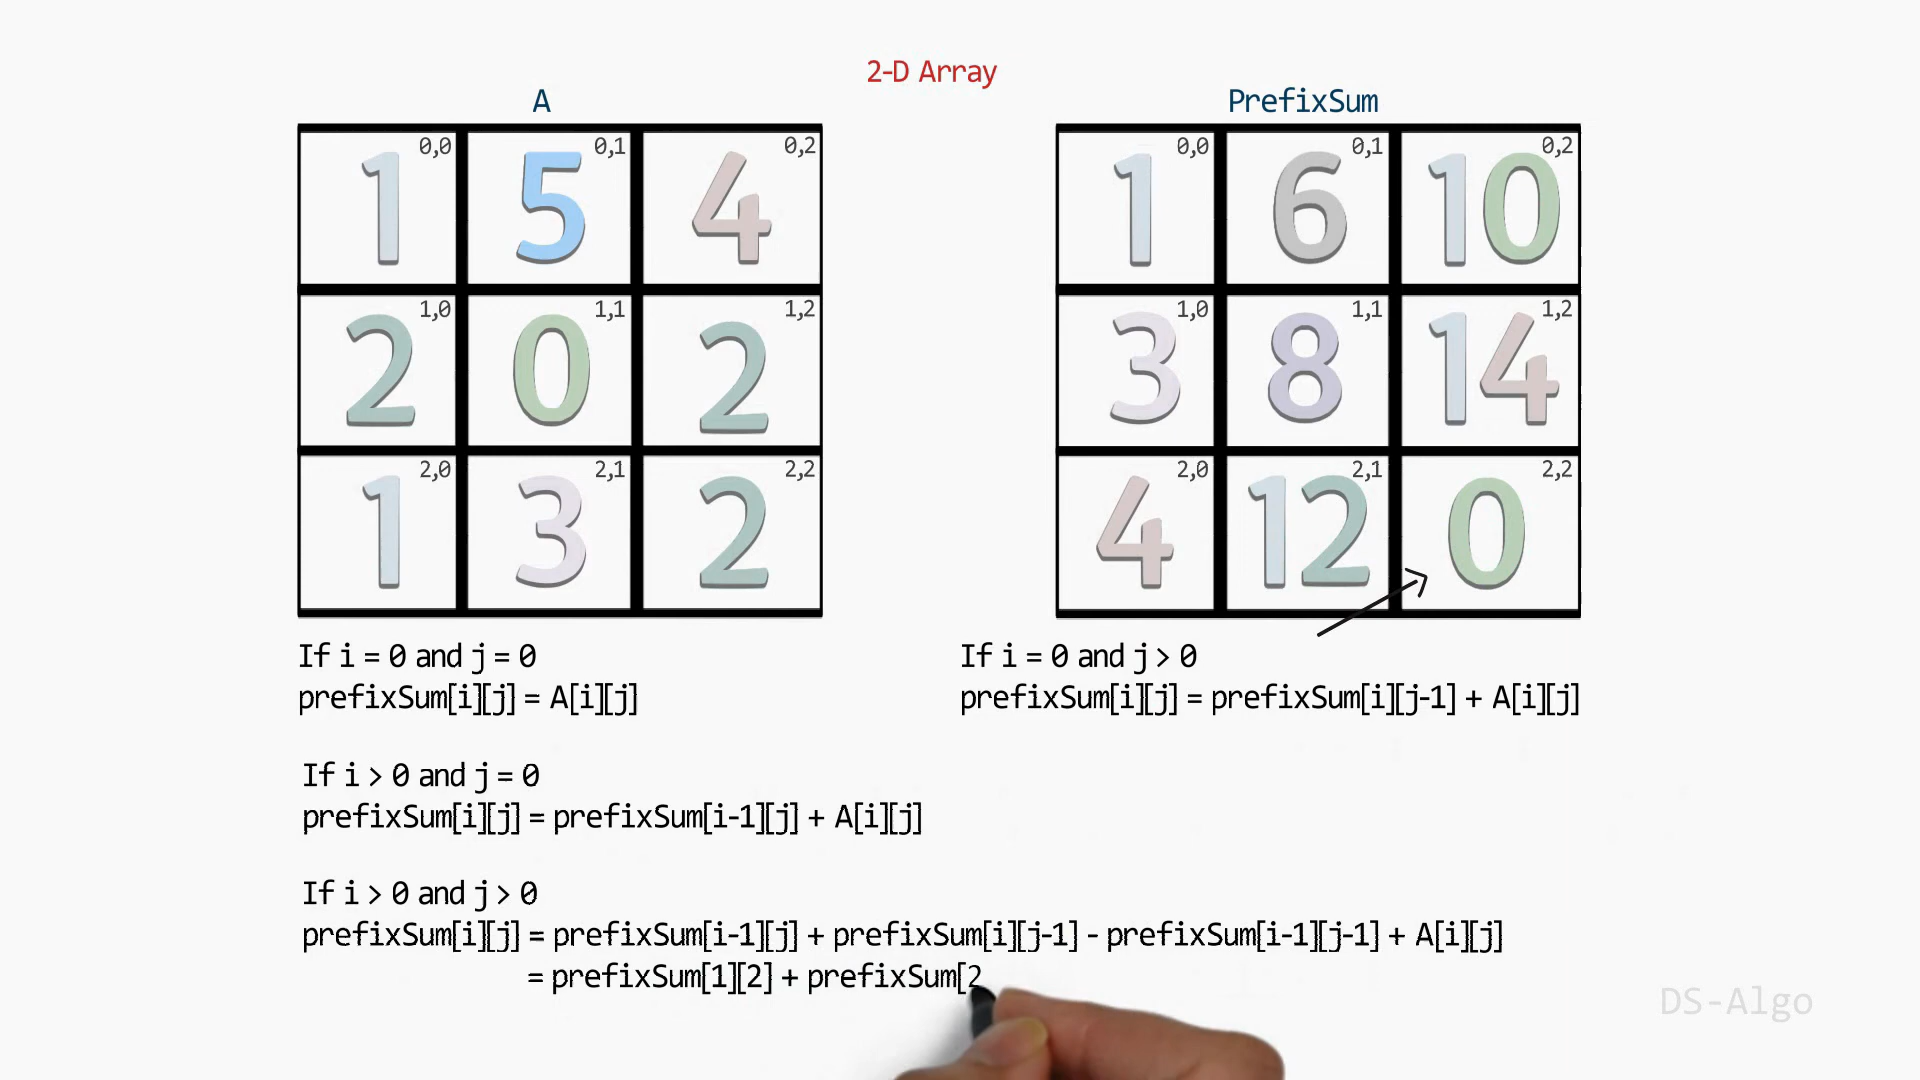 2-D Array
A
PrefixSum
0,0 0,1 0,2
1 5 4
1,0 1,1 1,2
2 0 2
2,0 2,1 2,2
1 3 2
0,0 0,1 0,2
1 6 10
1,0 1,1 1,2
3 8 14
2,0 2,1 2,2
4 12 0
If i = 0 and j = 0
prefixSum[i][j] = A[i][j]
If i = 0 and j > 0
prefixSum[i][j] = prefixSum[i][j-1] + A[i][j]
If i > 0 and j = 0
prefixSum[i][j] = prefixSum[i-1][j] + A[i][j]
If i > 0 and j > 0
prefixSum[i][j] = prefixSum[i-1][j] + prefixSum[i][j-1] - prefixSum[i-1][j-1] + A[i][j]
= prefixSum[1][2] + prefixSum[2
DS-Algo